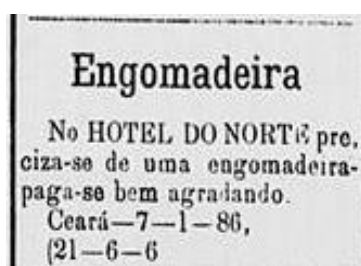 Engomadeira
No HOTEL DO NORTE pre,
ciza-se de uma engomadeira-
paga-se bem agradando.
Ceará—7—1—86,
(21—6—6